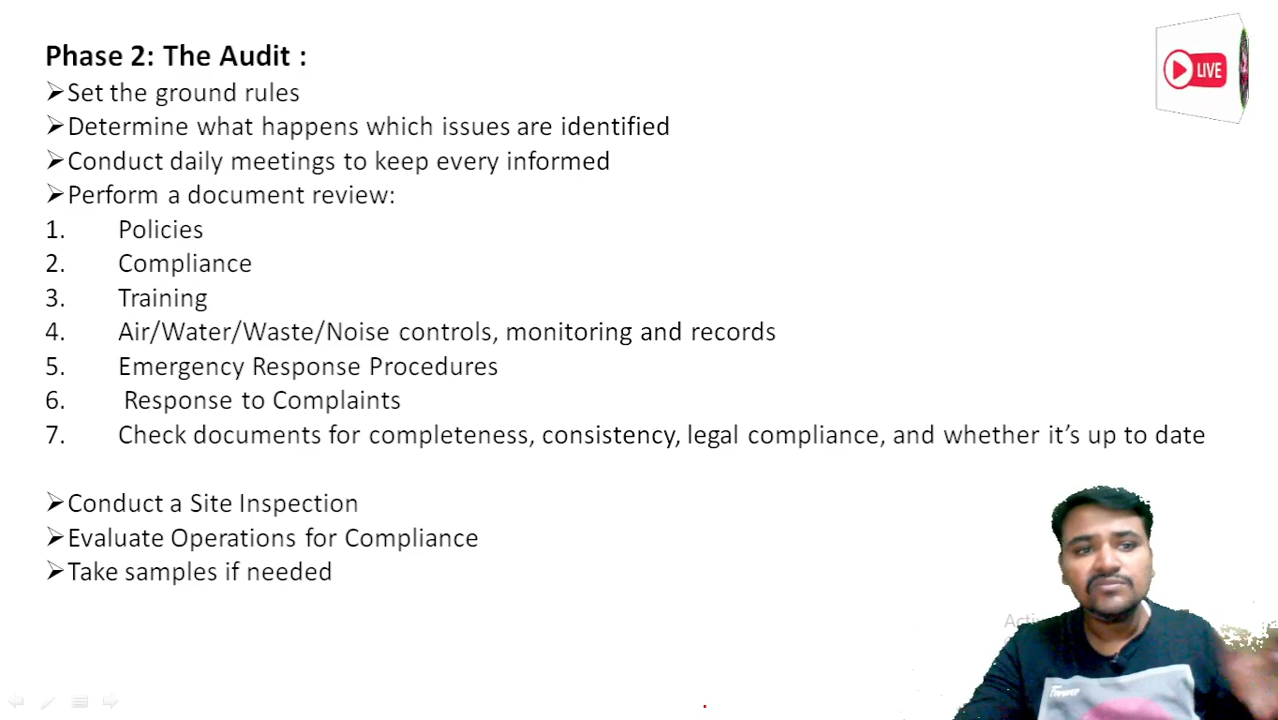 Phase 2: The Audit :
LIVE
➢Set the ground rules
➢Determine what happens which issues are identified
➢Conduct daily meetings to keep every informed
➢Perform a document review:
1. Policies
2. Compliance
3. Training
4. Air/Water/Waste/Noise controls, monitoring and records
5. Emergency Response Procedures
6. Response to Complaints
7. Check documents for completeness, consistency, legal compliance, and whether it’s up to date
➢Conduct a Site Inspection
➢Evaluate Operations for Compliance
➢Take samples if needed